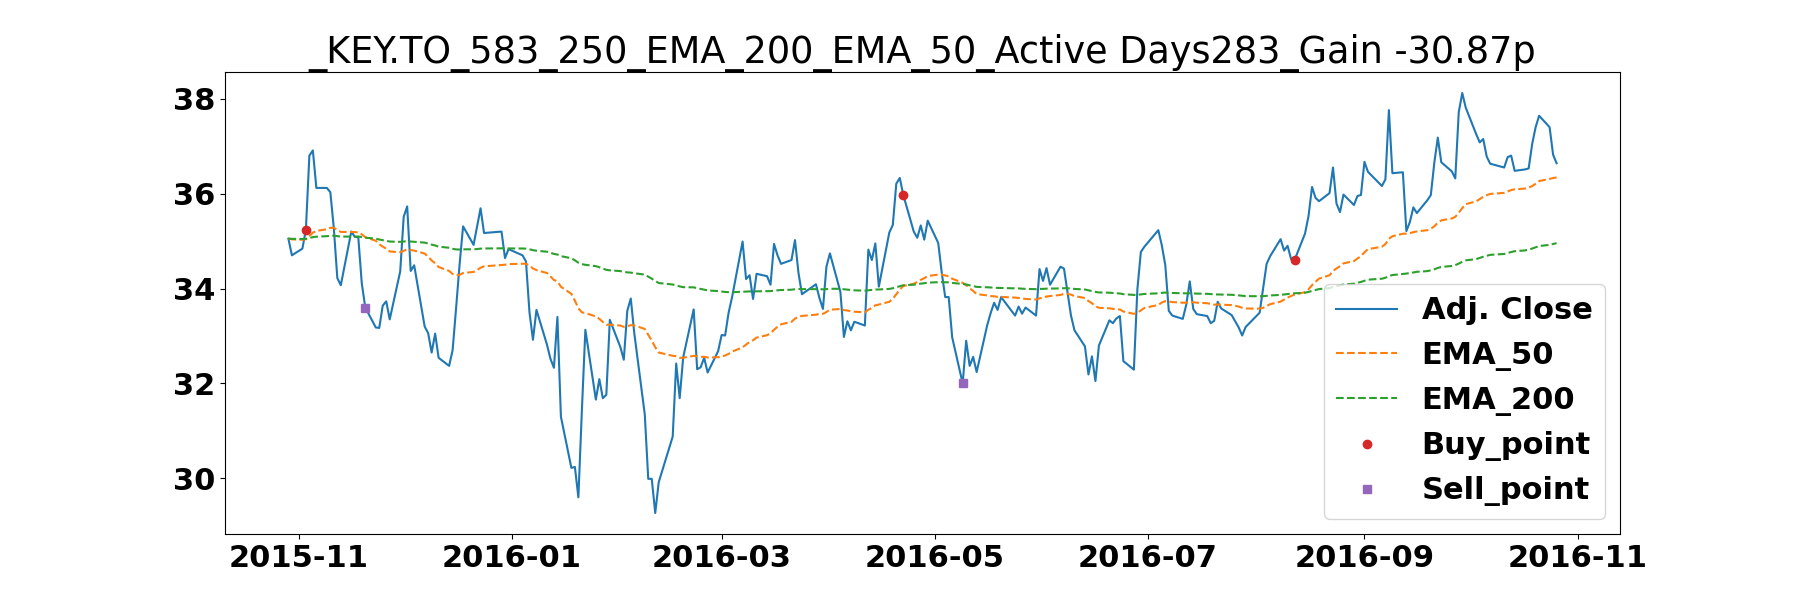 _KEY.TO_583_250_EMA_200_EMA_50_Active Days283_Gain -30.87p
38
36
34
32
30
2015-11 2016-01 2016-03 2016-05 2016-07 2016-09 2016-11
Adj. Close
EMA_50
EMA_200
Buy_point
Sell_point